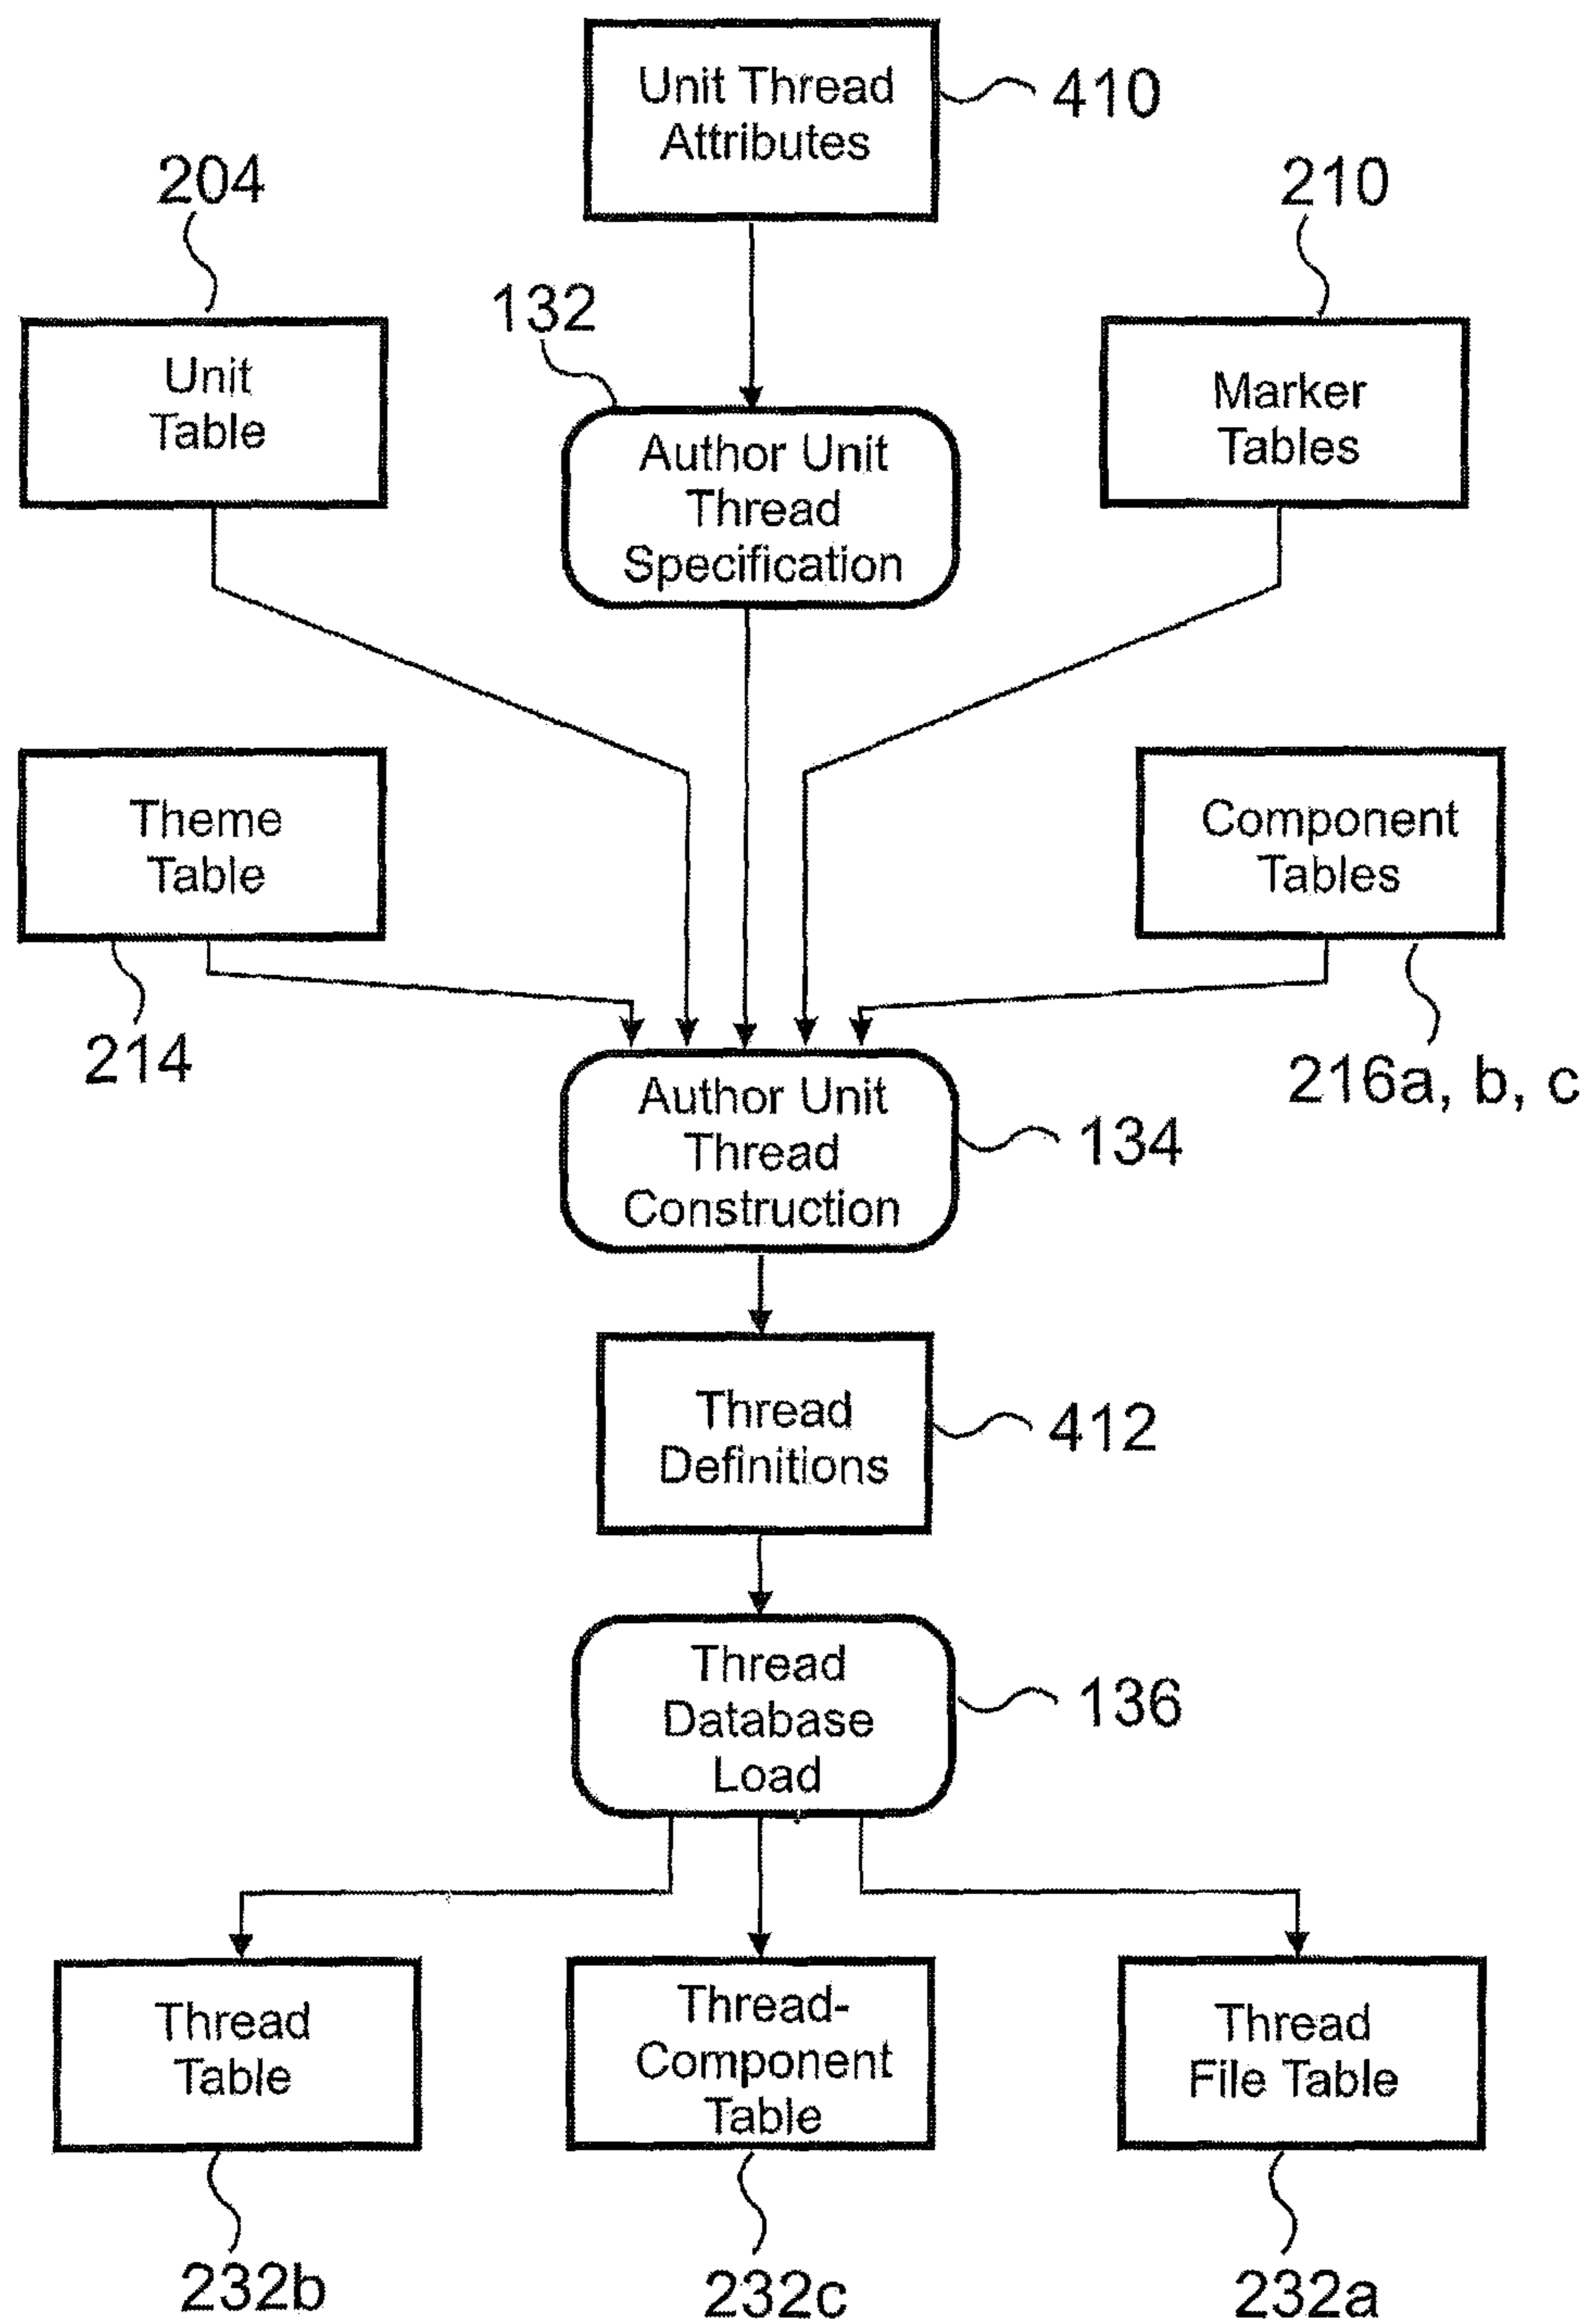 Unit Thread
Attributes
410
204
210
132
Unit
Table
Author Unit
Thread
Specification
Marker
Tables
Theme
Table
Component
Tables
214
216a, b, c
Author Unit
Thread
Construction
134
Thread
Definitions
412
Thread
Database
Load
136
Thread
Table
Thread-
Component
Table
Thread
File Table
232b
232c
232a